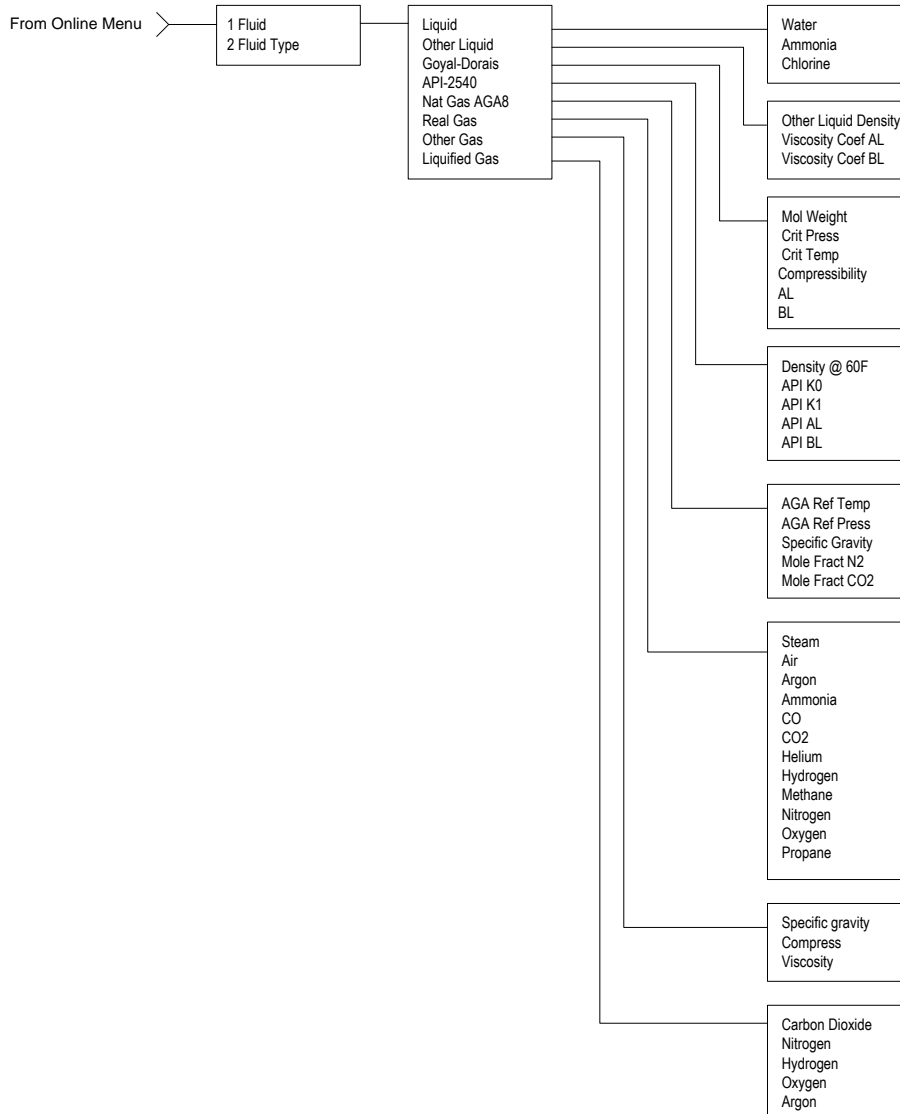 From Online Menu
1 Fluid
2 Fluid Type
Liquid
Other Liquid
Goyal-Dorais
API-2540
Nat Gas AGA8
Real Gas
Other Gas
Liquified Gas
Water
Ammonia
Chlorine
Other Liquid Density
Viscosity Coef AL
Viscosity Coef BL
Mol Weight
Crit Press
Crit Temp
Compressibility
AL
BL
Density @ 60F
API K0
API K1
API AL
API BL
AGA Ref Temp
AGA Ref Press
Specific Gravity
Mole Fract N2
Mole Fract CO2
Steam
Air
Argon
Ammonia
CO
CO2
Helium
Hydrogen
Methane
Nitrogen
Oxygen
Propane
Specific gravity
Compress
Viscosity
Carbon Dioxide
Nitrogen
Hydrogen
Oxygen
Argon